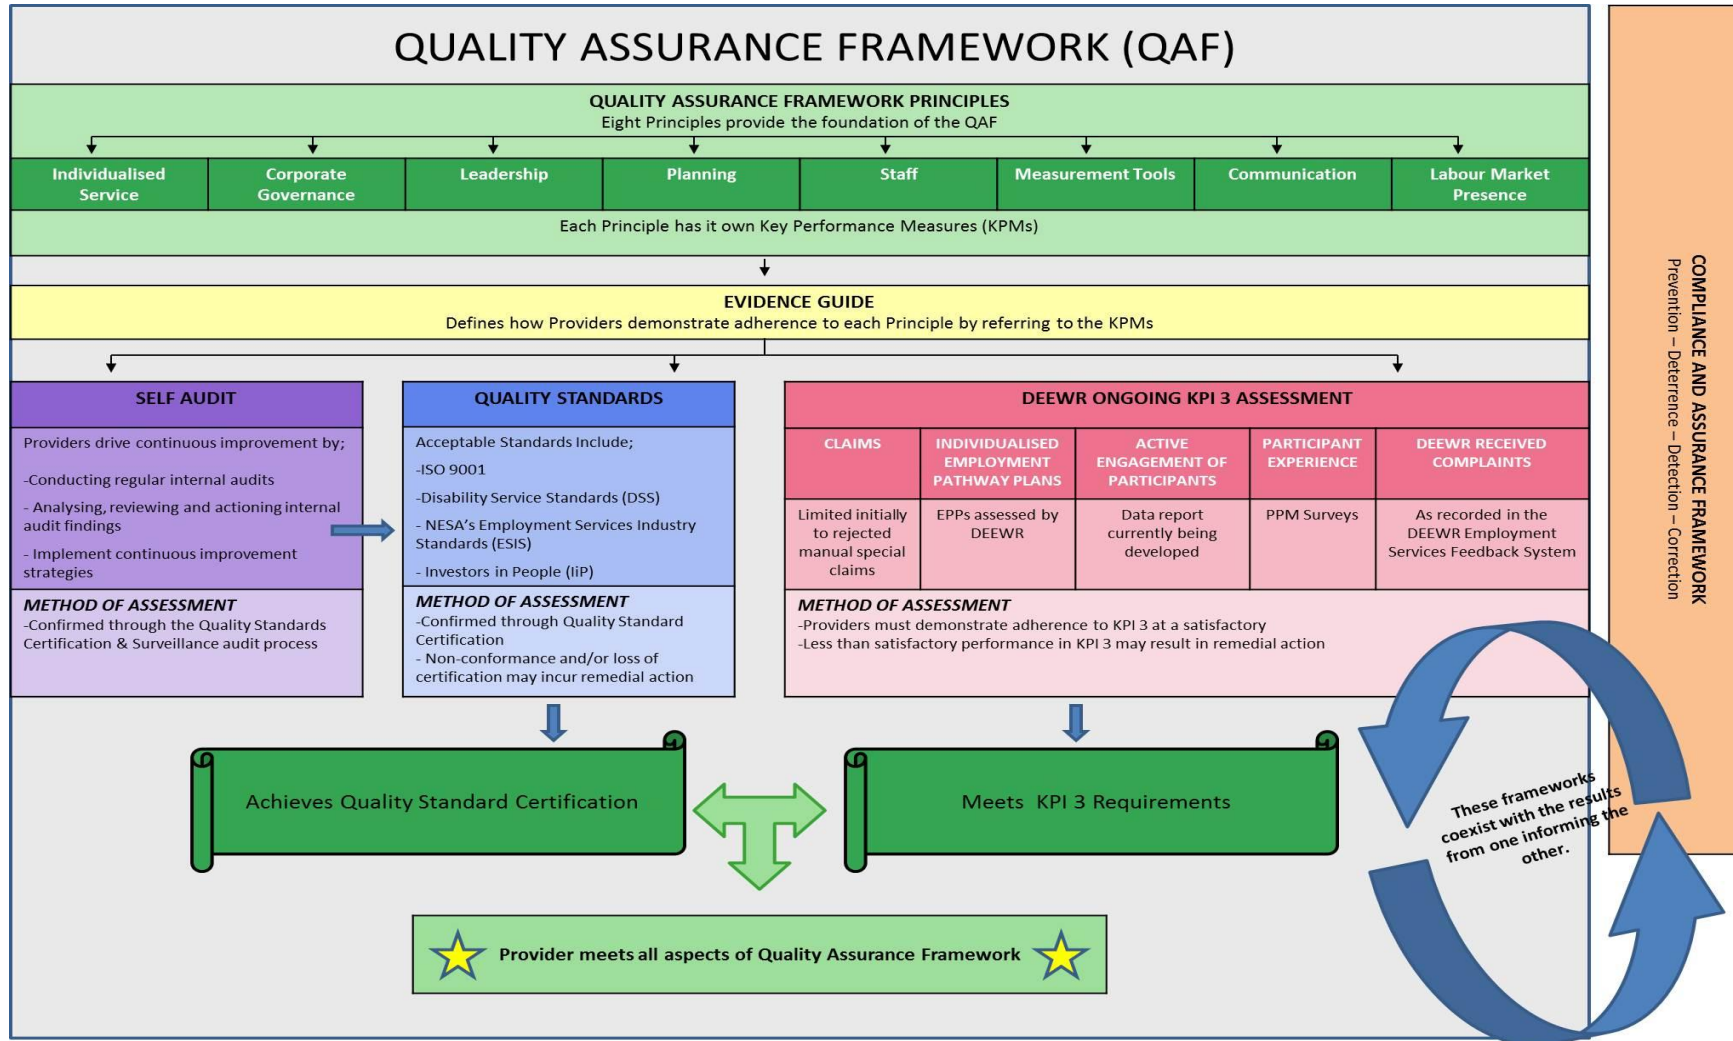 QUALITY ASSURANCE FRAMEWORK (QAF)
QUALITY ASSURANCE FRAMEWORK PRINCIPLES
Eight Principles provide the foundation of the QAF
Individualised
Service
Corporate
Governance
Leadership
Planning
Staff
Measurement Tools
Communication
Labour Market
Presence
Each Principle has it own Key Performance Measures (KPMs)
EVIDENCE GUIDE
Defines how Providers demonstrate adherence to each Principle by referring to the KPMs
SELF AUDIT
Providers drive continuous improvement by;
-Conducting regular internal audits
- Analysing, reviewing and actioning internal
audit findings
- Implement continuous improvement
strategies
METHOD OF ASSESSMENT
-Confirmed through the Quality Standards
Certification & Surveillance audit process
QUALITY STANDARDS
Acceptable Standards Include;
-ISO 9001
-Disability Service Standards (DSS)
- NESA's Employment Services Industry
Standards (ESIS)
- Investors in People (IiP)
METHOD OF ASSESSMENT
-Confirmed through Quality Standard
Certification
- Non-conformance and/or loss of
certification may incur remedial action
DEEWR ONGOING KPI 3 ASSESSMENT
CLAIMS
Limited initially
to rejected
manual special
claims
INDIVIDUALISED
EMPLOYMENT
PATHWAY PLANS
EPPs assessed by
DEEWR
ACTIVE
ENGAGEMENT OF
PARTICIPANTS
Data report
currently being
developed
PARTICIPANT
EXPERIENCE
PPM Surveys
DEEWR RECEIVED
COMPLAINTS
As recorded in the
DEEWR Employment
Services Feedback System
METHOD OF ASSESSMENT
-Providers must demonstrate adherence to KPI 3 at a satisfactory
-Less than satisfactory performance in KPI 3 may result in remedial action
Achieves Quality Standard Certification
Meets KPI 3 Requirements
Provider meets all aspects of Quality Assurance Framework
These frameworks
coexist with the results
from one informing the
other.
COMPLIANCE AND ASSURANCE FRAMEWORK
Prevention – Deterrence – Detection – Correction